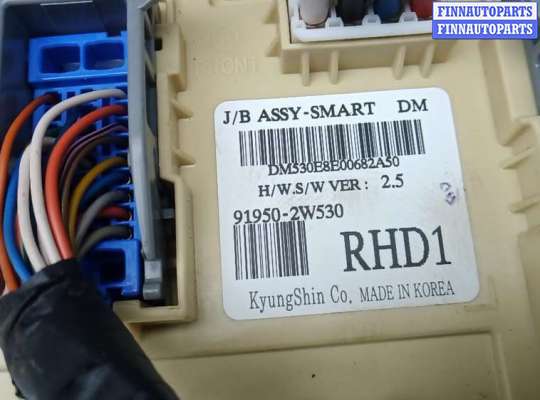 FINNAUTOPARTS
FINNAUTOPARTS
J/B ASSY-SMART DM
DM530E8E00682A50
H/W.S/W VER : 2.5
91950-2W530
RHD1
KyungShin Co. MADE IN KOREA